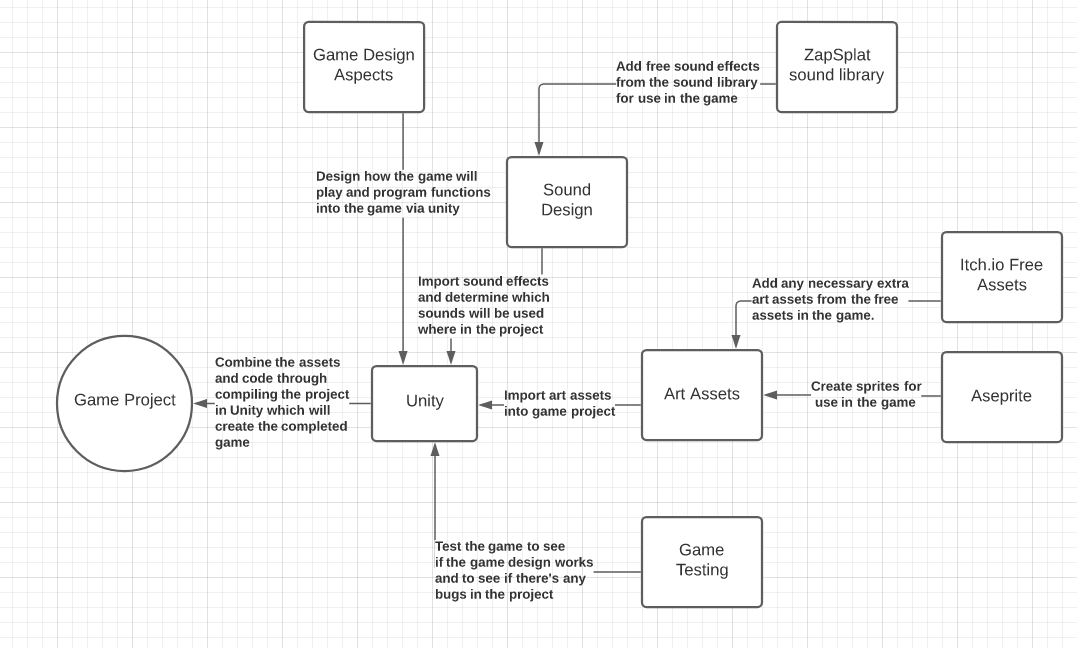 Game Design
Aspects
ZapSplat
sound library
Add free sound effects
from the sound library
for use in the game
Design how the game will
play and program functions
into the game via unity
Sound
Design
Itch.io Free
Assets
Import sound effects
and determine which
sounds will be used
where in the project
Add any necessary extra
art assets from the free
assets in the game.
Game Project
Combine the assets
and code through
compiling the project
in Unity which will
create the completed
game
Unity
Import art assets
into game project
Art Assets
Create sprites for
use in the game
Aseprite
Test the game to see
if the game design works
and to see if there's any
bugs in the project
Game
Testing